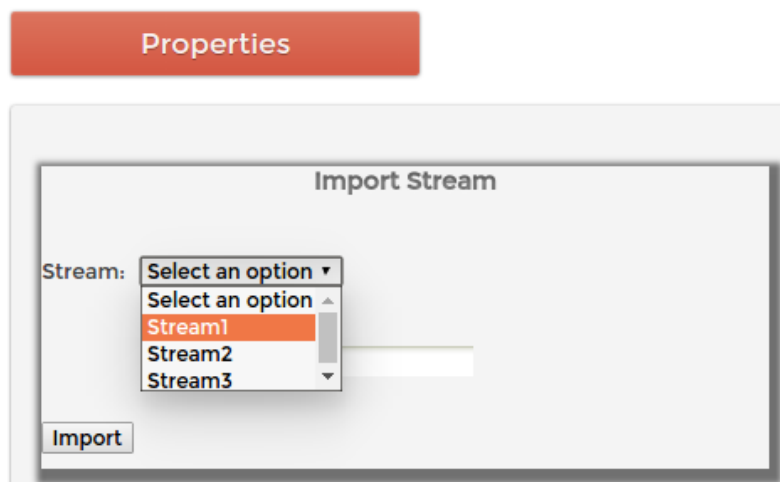 Properties
Import Stream
Stream: Select an option
Select an option
Stream1
Stream2
Stream3
Import